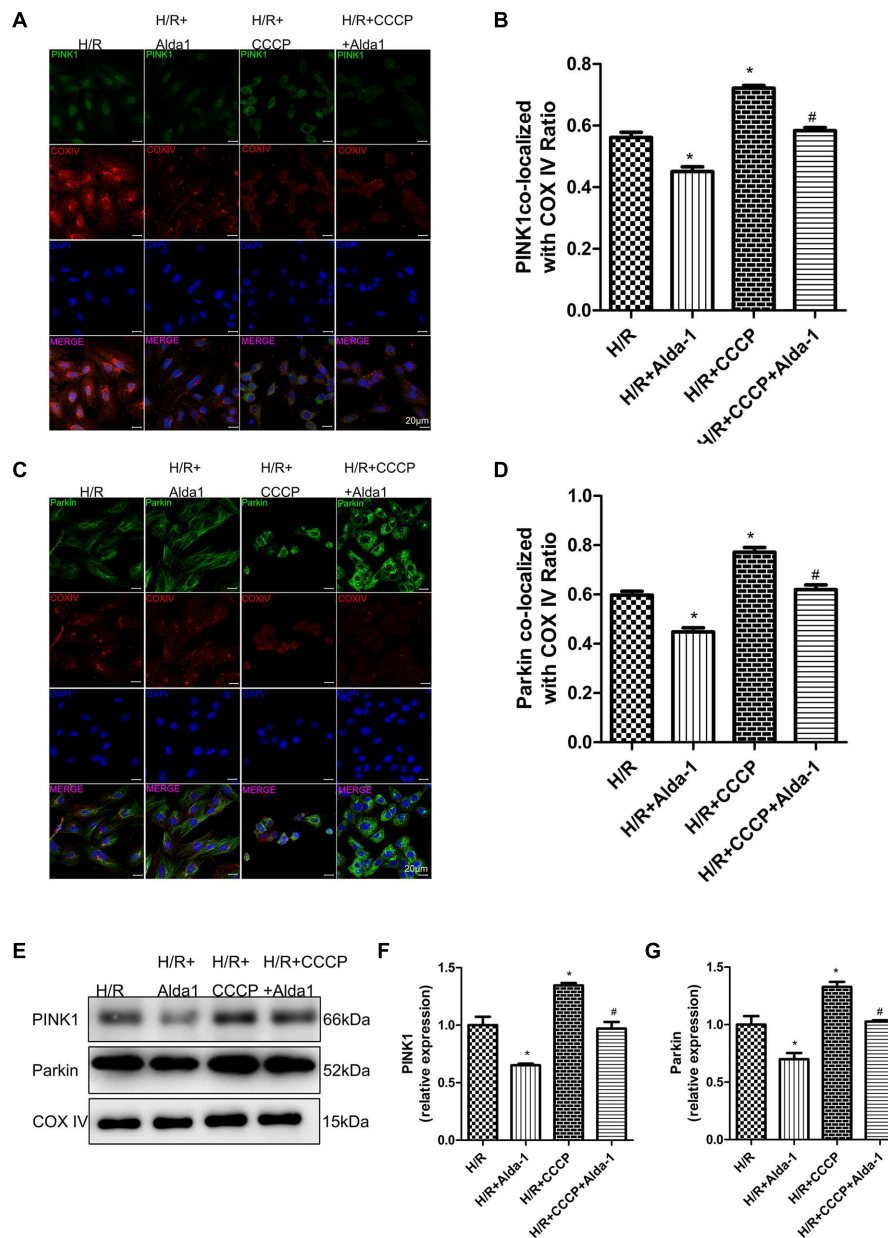 A
H/R
H/R+
Alda1
H/R+
CCCP
H/R+CCCP
+Alda1
PINK1
PINK1
PINK1
PINK1
COXIV
COXIV
COXIV
COXIV
DAPI
DAPI
DAPI
DAPI
MERGE
MERGE
MERGE
MERGE
20μm
B
PINK1co-localized
with COX IV Ratio
0.8
0.6
0.4
0.2
0.0
*
*
#
H/R
H/R+Alda-1
H/R+CCCP
H/R+CCCP+Alda-1
C
H/R
H/R+
Alda1
H/R+
CCCP
H/R+CCCP
+Alda1
Parkin
Parkin
Parkin
Parkin
COXIV
COXIV
COXIV
COXIV
DAPI
DAPI
DAPI
DAPI
MERGE
MERGE
MERGE
MERGE
20μm
D
Parkin co-localized
with COX IV Ratio
1.0
0.8
0.6
0.4
0.2
0.0
*
*
#
H/R
H/R+Alda-1
H/R+CCCP
H/R+CCCP+Alda-1
E
H/R
H/R+
Alda1
H/R+
CCCP
H/R+CCCP
+Alda1
PINK1
66kDa
Parkin
52kDa
COX IV
15kDa
F
PINK1
(relative expression)
1.5
1.0
0.5
0.0
*
*
#
H/R
H/R+Alda-1
H/R+CCCP
H/R+CCCP+Alda-1
G
Parkin
(relative expression)
1.5
1.0
0.5
0.0
*
*
#
H/R
H/R+Alda-1
H/R+CCCP
H/R+CCCP+Alda-1